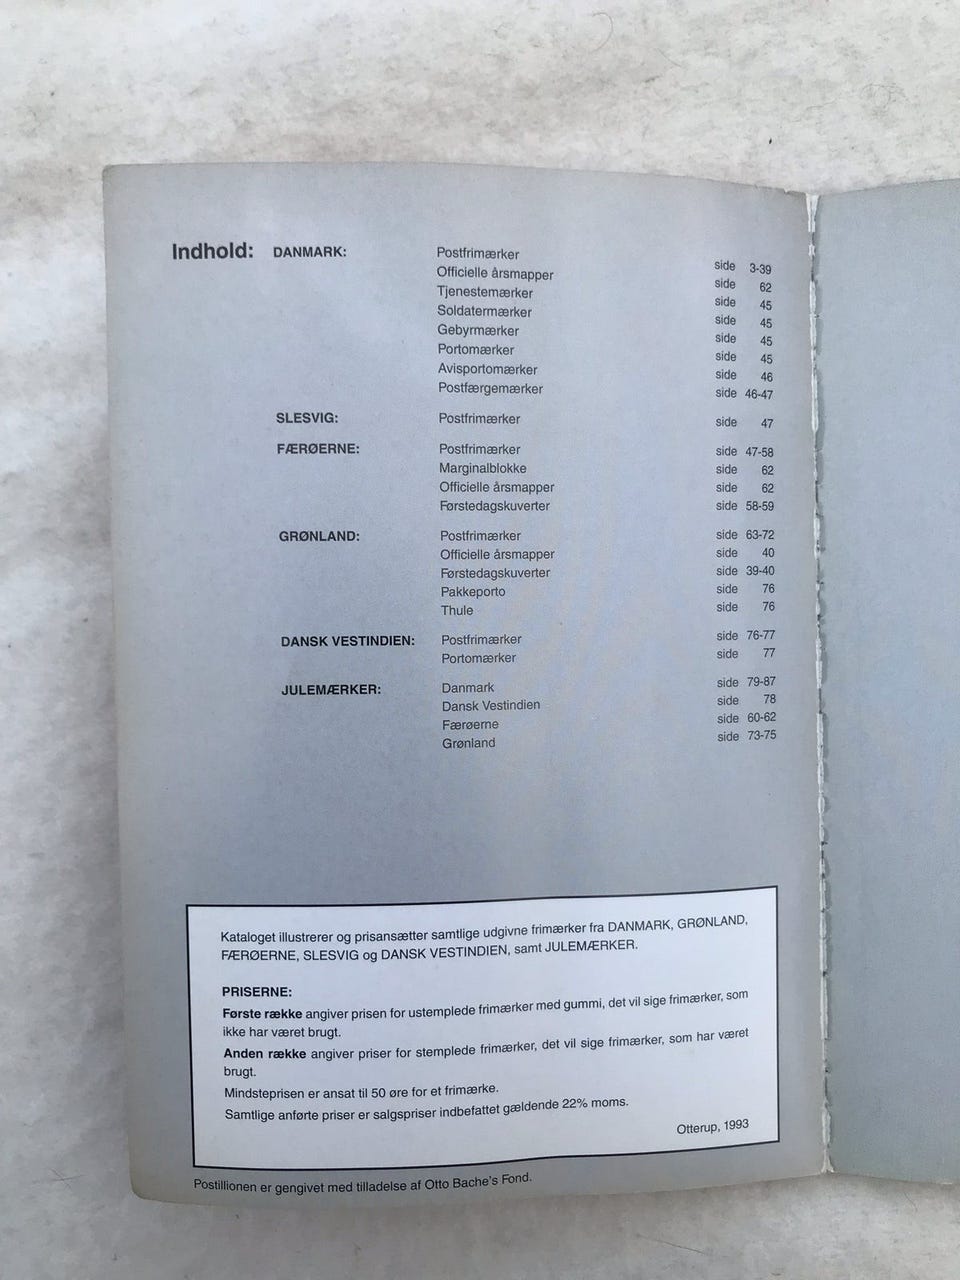 Indhold: DANMARK: Postfrimærker side 3-39
Officielle årsmapper side 62
Tjenestemærker side 45
Soldatermærker side 45
Gebyrmærker side 45
Portomærker side 45
Avisportomærker side 46
Postfærgemærker side 46-47
SLESVIG: Postfrimærker side 47
FÆRØERNE: Postfrimærker side 47-58
Marginalblokke side 62
Officielle årsmapper side 62
Førstedagskuverter side 58-59
GRØNLAND: Postfrimærker side 63-72
Officielle årsmapper side 40
Førstedagskuverter side 39-40
Pakkeporto side 76
Thule side 76
DANSK VESTINDIEN: Postfrimærker side 76-77
Portomærker side 77
JULEMÆRKER: Danmark side 79-87
Dansk Vestindien side 78
Færøerne side 60-62
Grønland side 73-75
Kataloget illustrerer og prisansætter samtlige udgivne frimærker fra DANMARK, GRØNLAND,
FÆRØERNE, SLESVIG og DANSK VESTINDIEN, samt JULEMÆRKER.
PRISERNE:
Første række angiver prisen for ustemplede frimærker med gummi, det vil sige frimærker, som
ikke har været brugt.
Anden række angiver priser for stemplede frimærker, det vil sige frimærker, som har været
brugt.
Mindsteprisen er ansat til 50 øre for et frimærke.
Samtlige anførte priser er salgspriser indbefattet gældende 22% moms.
Otterup, 1993
Postillionen er gengivet med tilladelse af Otto Bache's Fond.